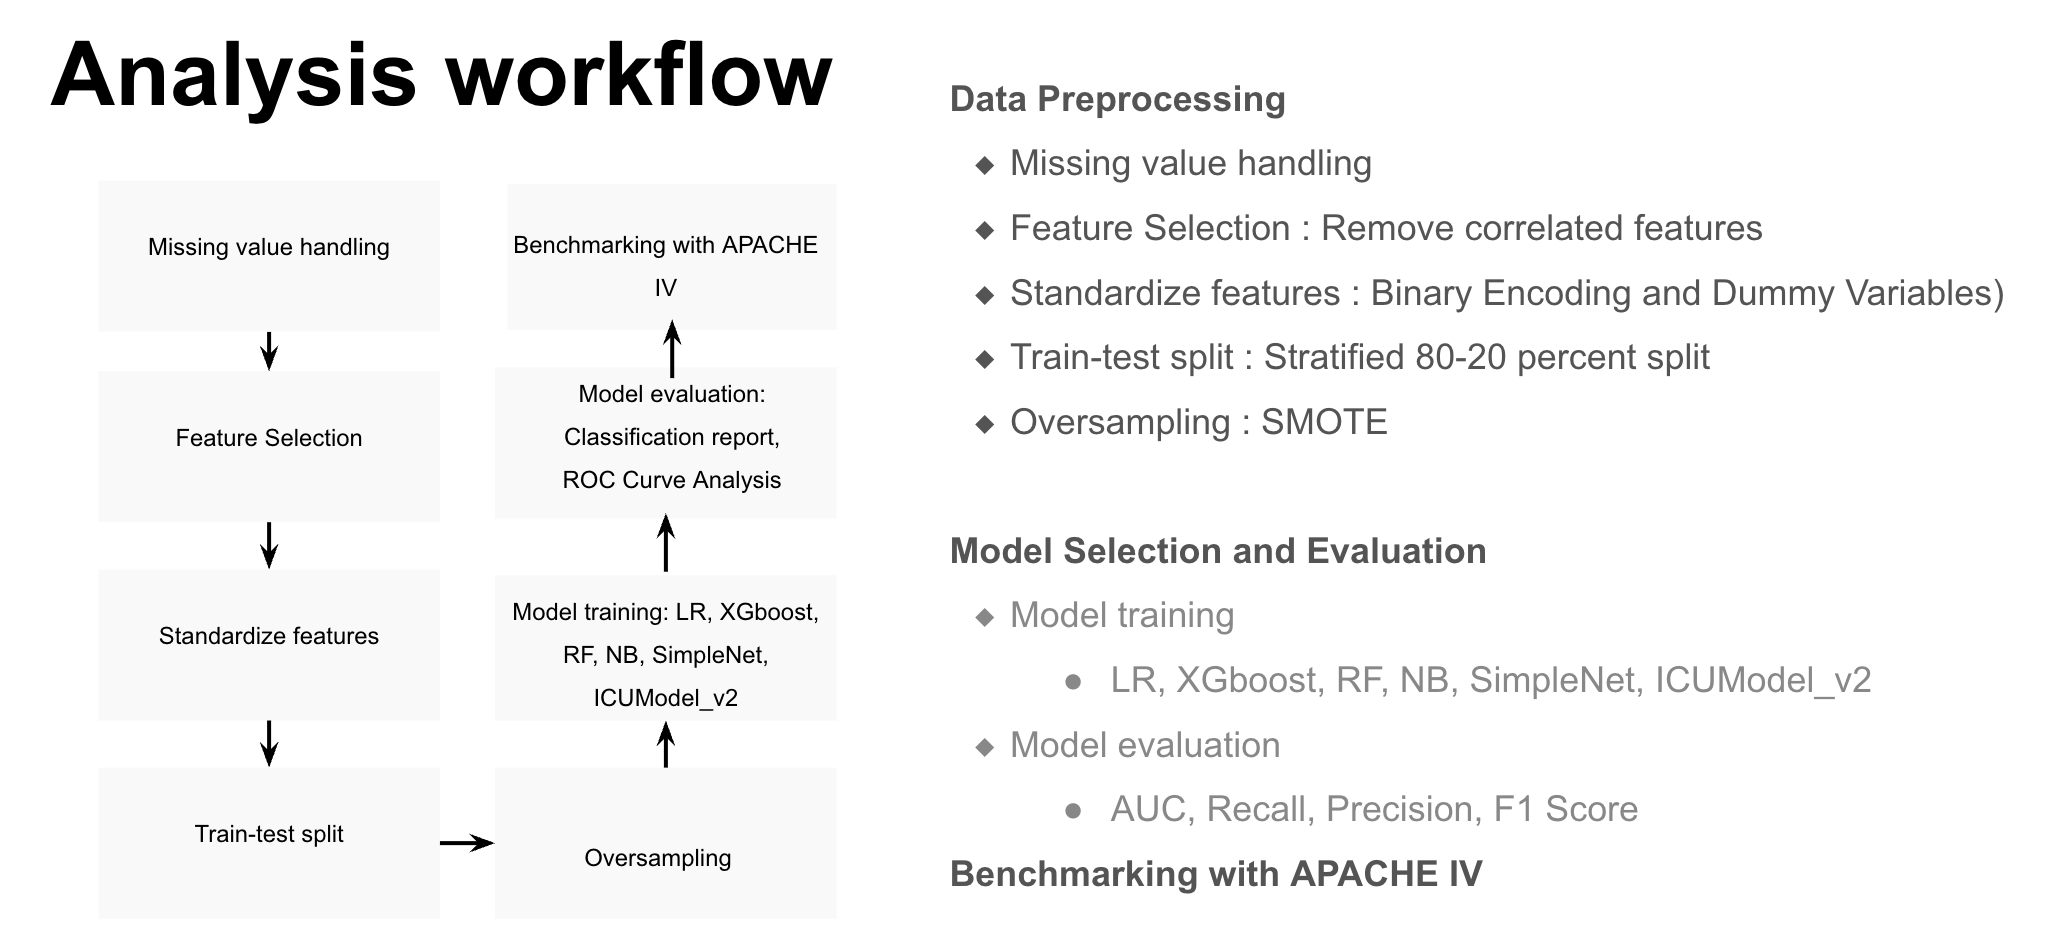 Analysis workflow
Missing value handling
Feature Selection
Standardize features
Train-test split
Oversampling
Model training: LR, XGboost,
RF, NB, SimpleNet,
ICUModel_v2
Model evaluation:
Classification report,
ROC Curve Analysis
Benchmarking with APACHE
IV
Data Preprocessing
◆ Missing value handling
◆ Feature Selection : Remove correlated features
◆ Standardize features : Binary Encoding and Dummy Variables)
◆ Train-test split : Stratified 80-20 percent split
◆ Oversampling : SMOTE
Model Selection and Evaluation
◆ Model training
● LR, XGboost, RF, NB, SimpleNet, ICUModel_v2
◆ Model evaluation
● AUC, Recall, Precision, F1 Score
Benchmarking with APACHE IV